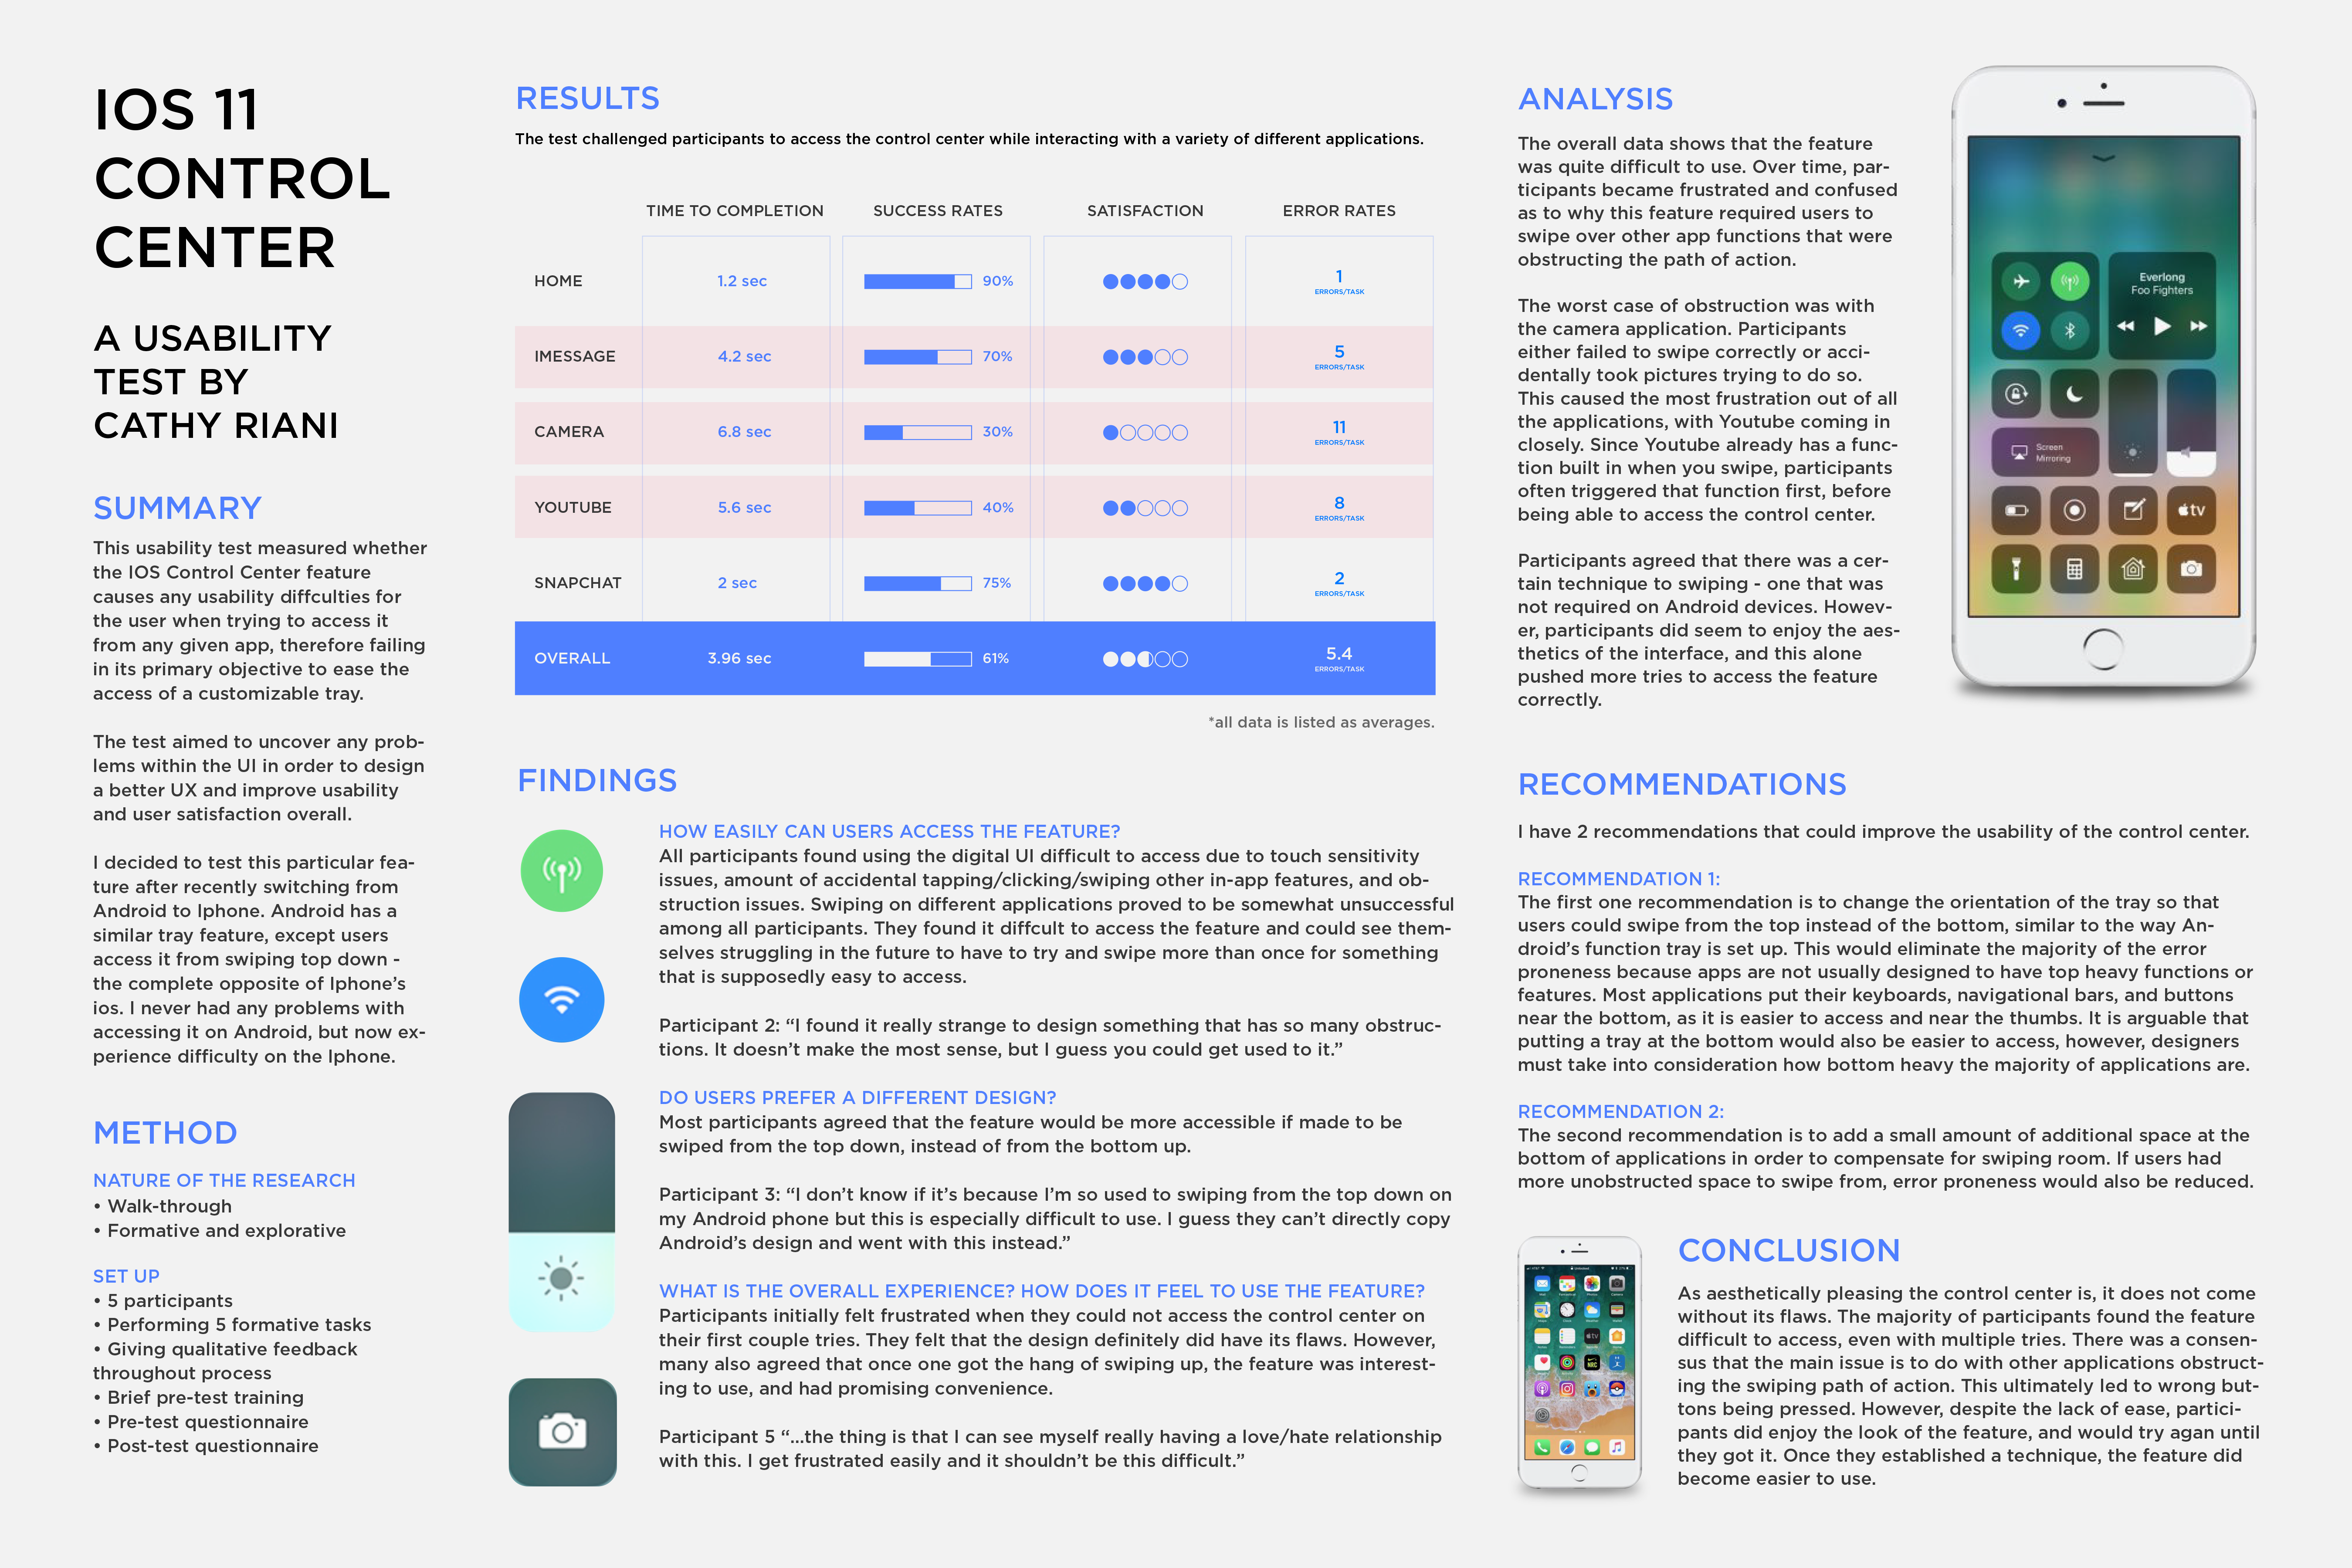 IOS 11
CONTROL
CENTER
A USABILITY
TEST BY
CATHY RIANI
SUMMARY
This usability test measured whether
the IOS Control Center feature
causes any usability diffculties for
the user when trying to access it
from any given app, therefore failing
in its primary objective to ease the
access of a customizable tray.
The test aimed to uncover any prob-
lems within the UI in order to design
a better UX and improve usability
and user satisfaction overall.
I decided to test this particular fea-
ture after recently switching from
Android to Iphone. Android has a
similar tray feature, except users
access it from swiping top down -
the complete opposite of Iphone's
ios. I never had any problems with
accessing it on Android, but now ex-
perience difficulty on the Iphone.
METHOD
NATURE OF THE RESEARCH
• Walk-through
• Formative and explorative
SET UP
• 5 participants
• Performing 5 formative tasks
• Giving qualitative feedback
throughout process
• Brief pre-test training
• Pre-test questionnaire
• Post-test questionnaire
RESULTS
The test challenged participants to access the control center while interacting with a variety of different applications.
TIME TO COMPLETION SUCCESS RATES SATISFACTION ERROR RATES
HOME 1.2 sec 90% 1
ERRORS/TASK
IMESSAGE 4.2 sec 70% 5
ERRORS/TASK
CAMERA 6.8 sec 30% 11
ERRORS/TASK
YOUTUBE 5.6 sec 40% 8
ERRORS/TASK
SNAPCHAT 2 sec 75% 2
ERRORS/TASK
OVERALL 3.96 sec 61% 5.4
ERRORS/TASK
*all data is listed as averages.
FINDINGS
HOW EASILY CAN USERS ACCESS THE FEATURE?
All participants found using the digital UI difficult to access due to touch sensitivity
issues, amount of accidental tapping/clicking/swiping other in-app features, and ob-
struction issues. Swiping on different applications proved to be somewhat unsuccessful
among all participants. They found it diffcult to access the feature and could see them-
selves struggling in the future to have to try and swipe more than once for something
that is supposedly easy to access.
Participant 2: “I found it really strange to design something that has so many obstruc-
tions. It doesn’t make the most sense, but I guess you could get used to it.”
DO USERS PREFER A DIFFERENT DESIGN?
Most participants agreed that the feature would be more accessible if made to be
swiped from the top down, instead of from the bottom up.
Participant 3: “I don’t know if it’s because I’m so used to swiping from the top down on
my Android phone but this is especially difficult to use. I guess they can’t directly copy
Android’s design and went with this instead.”
WHAT IS THE OVERALL EXPERIENCE? HOW DOES IT FEEL TO USE THE FEATURE?
Participants initially felt frustrated when they could not access the control center on
their first couple tries. They felt that the design definitely did have its flaws. However,
many also agreed that once one got the hang of swiping up, the feature was interest-
ing to use, and had promising convenience.
Participant 5 “...the thing is that I can see myself really having a love/hate relationship
with this. I get frustrated easily and it shouldn’t be this difficult.”
ANALYSIS
The overall data shows that the feature
was quite difficult to use. Over time, par-
ticipants became frustrated and confused
as to why this feature required users to
swipe over other app functions that were
obstructing the path of action.
The worst case of obstruction was with
the camera application. Participants
either failed to swipe correctly or acci-
dentally took pictures trying to do so.
This caused the most frustration out of all
the applications, with Youtube coming in
closely. Since Youtube already has a func-
tion built in when you swipe, participants
often triggered that function first, before
being able to access the control center.
Participants agreed that there was a cer-
tain technique to swiping - one that was
not required on Android devices. Howev-
er, participants did seem to enjoy the aes-
thetics of the interface, and this alone
pushed more tries to access the feature
correctly.
Everlong
Foo Fighters
Screen
Mirroring
tv
RECOMMENDATIONS
I have 2 recommendations that could improve the usability of the control center.
RECOMMENDATION 1:
The first one recommendation is to change the orientation of the tray so that
users could swipe from the top instead of the bottom, similar to the way An-
droid’s function tray is set up. This would eliminate the majority of the error
proneness because apps are not usually designed to have top heavy functions or
features. Most applications put their keyboards, navigational bars, and buttons
near the bottom, as it is easier to access and near the thumbs. It is arguable that
putting a tray at the bottom would also be easier to access, however, designers
must take into consideration how bottom heavy the majority of applications are.
RECOMMENDATION 2:
The second recommendation is to add a small amount of additional space at the
bottom of applications in order to compensate for swiping room. If users had
more unobstructed space to swipe from, error proneness would also be reduced.
CONCLUSION
As aesthetically pleasing the control center is, it does not come
without its flaws. The majority of participants found the feature
difficult to access, even with multiple tries. There was a consen-
sus that the main issue is to do with other applications obstruct-
ing the swiping path of action. This ultimately led to wrong but-
tons being pressed. However, despite the lack of ease, partici-
pants did enjoy the look of the feature, and would try agan until
they got it. Once they established a technique, the feature did
become easier to use.